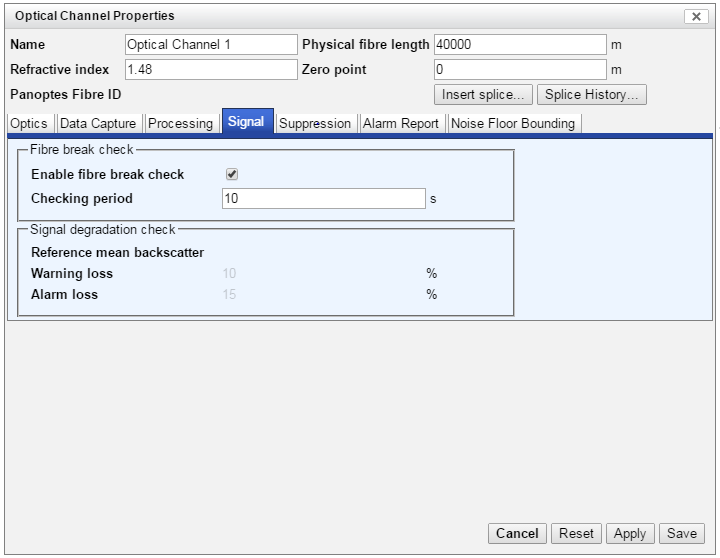 Optical Channel Properties
Name Optical Channel 1 Physical fibre length 40000 m
Refractive index 1.48 Zero point 0 m
Panoptes Fibre ID Insert splice... Splice History...
Optics Data Capture Processing Signal Suppression Alarm Report Noise Floor Bounding
Fibre break check
Enable fibre break check
Checking period 10 s
Signal degradation check
Reference mean backscatter
Warning loss 10 %
Alarm loss 15 %
Cancel Reset Apply Save